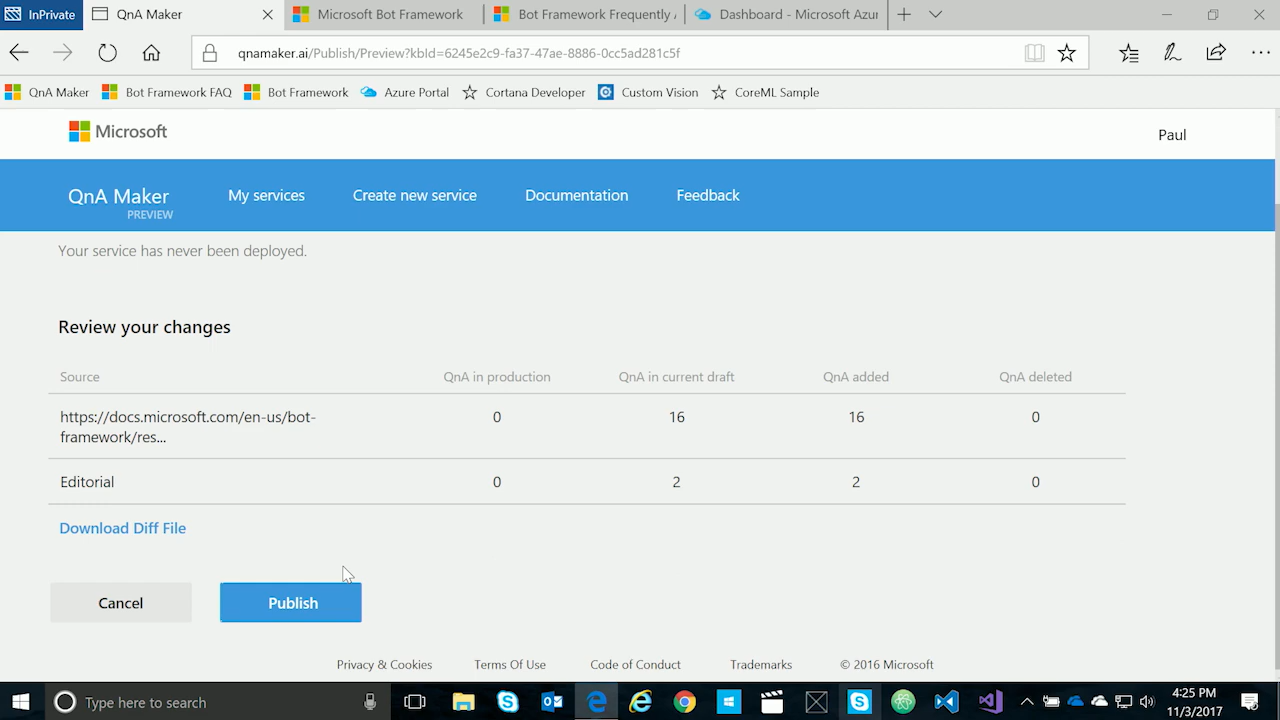 InPrivate
QnA Maker
Microsoft Bot Framework
Bot Framework Frequently A
Dashboard - Microsoft Azur
qnamaker.ai/Publish/Preview?kbId=6245e2c9-fa37-47ae-8886-0cc5ad281c5f
QnA Maker
Bot Framework FAQ
Bot Framework
Azure Portal
Cortana Developer
Custom Vision
CoreML Sample
Microsoft
Paul
QnA Maker
PREVIEW
My services
Create new service
Documentation
Feedback
Your service has never been deployed.
Review your changes
Source QnA in production QnA in current draft QnA added QnA deleted
https://docs.microsoft.com/en-us/bot- 0 16 16 0
framework/res...
Editorial 0 2 2 0
Download Diff File
Cancel
Publish
Privacy & Cookies
Terms Of Use
Code of Conduct
Trademarks
© 2016 Microsoft
Type here to search
4:25 PM
11/3/2017